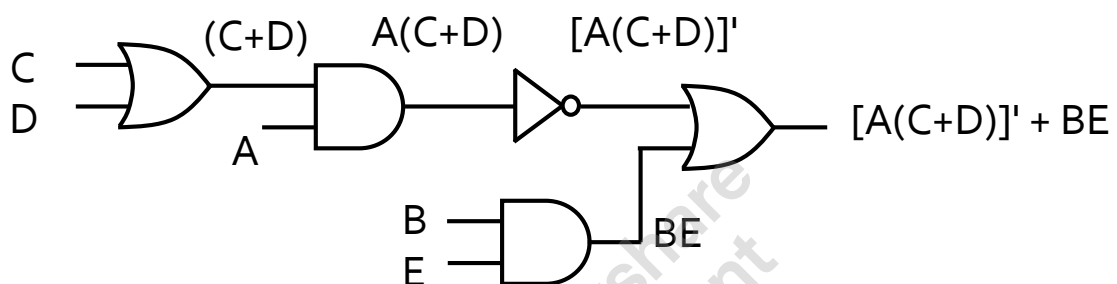 (C+D) A(C+D) [A(C+D)]'
C
D
A
[A(C+D)]' + BE
B
BE
E